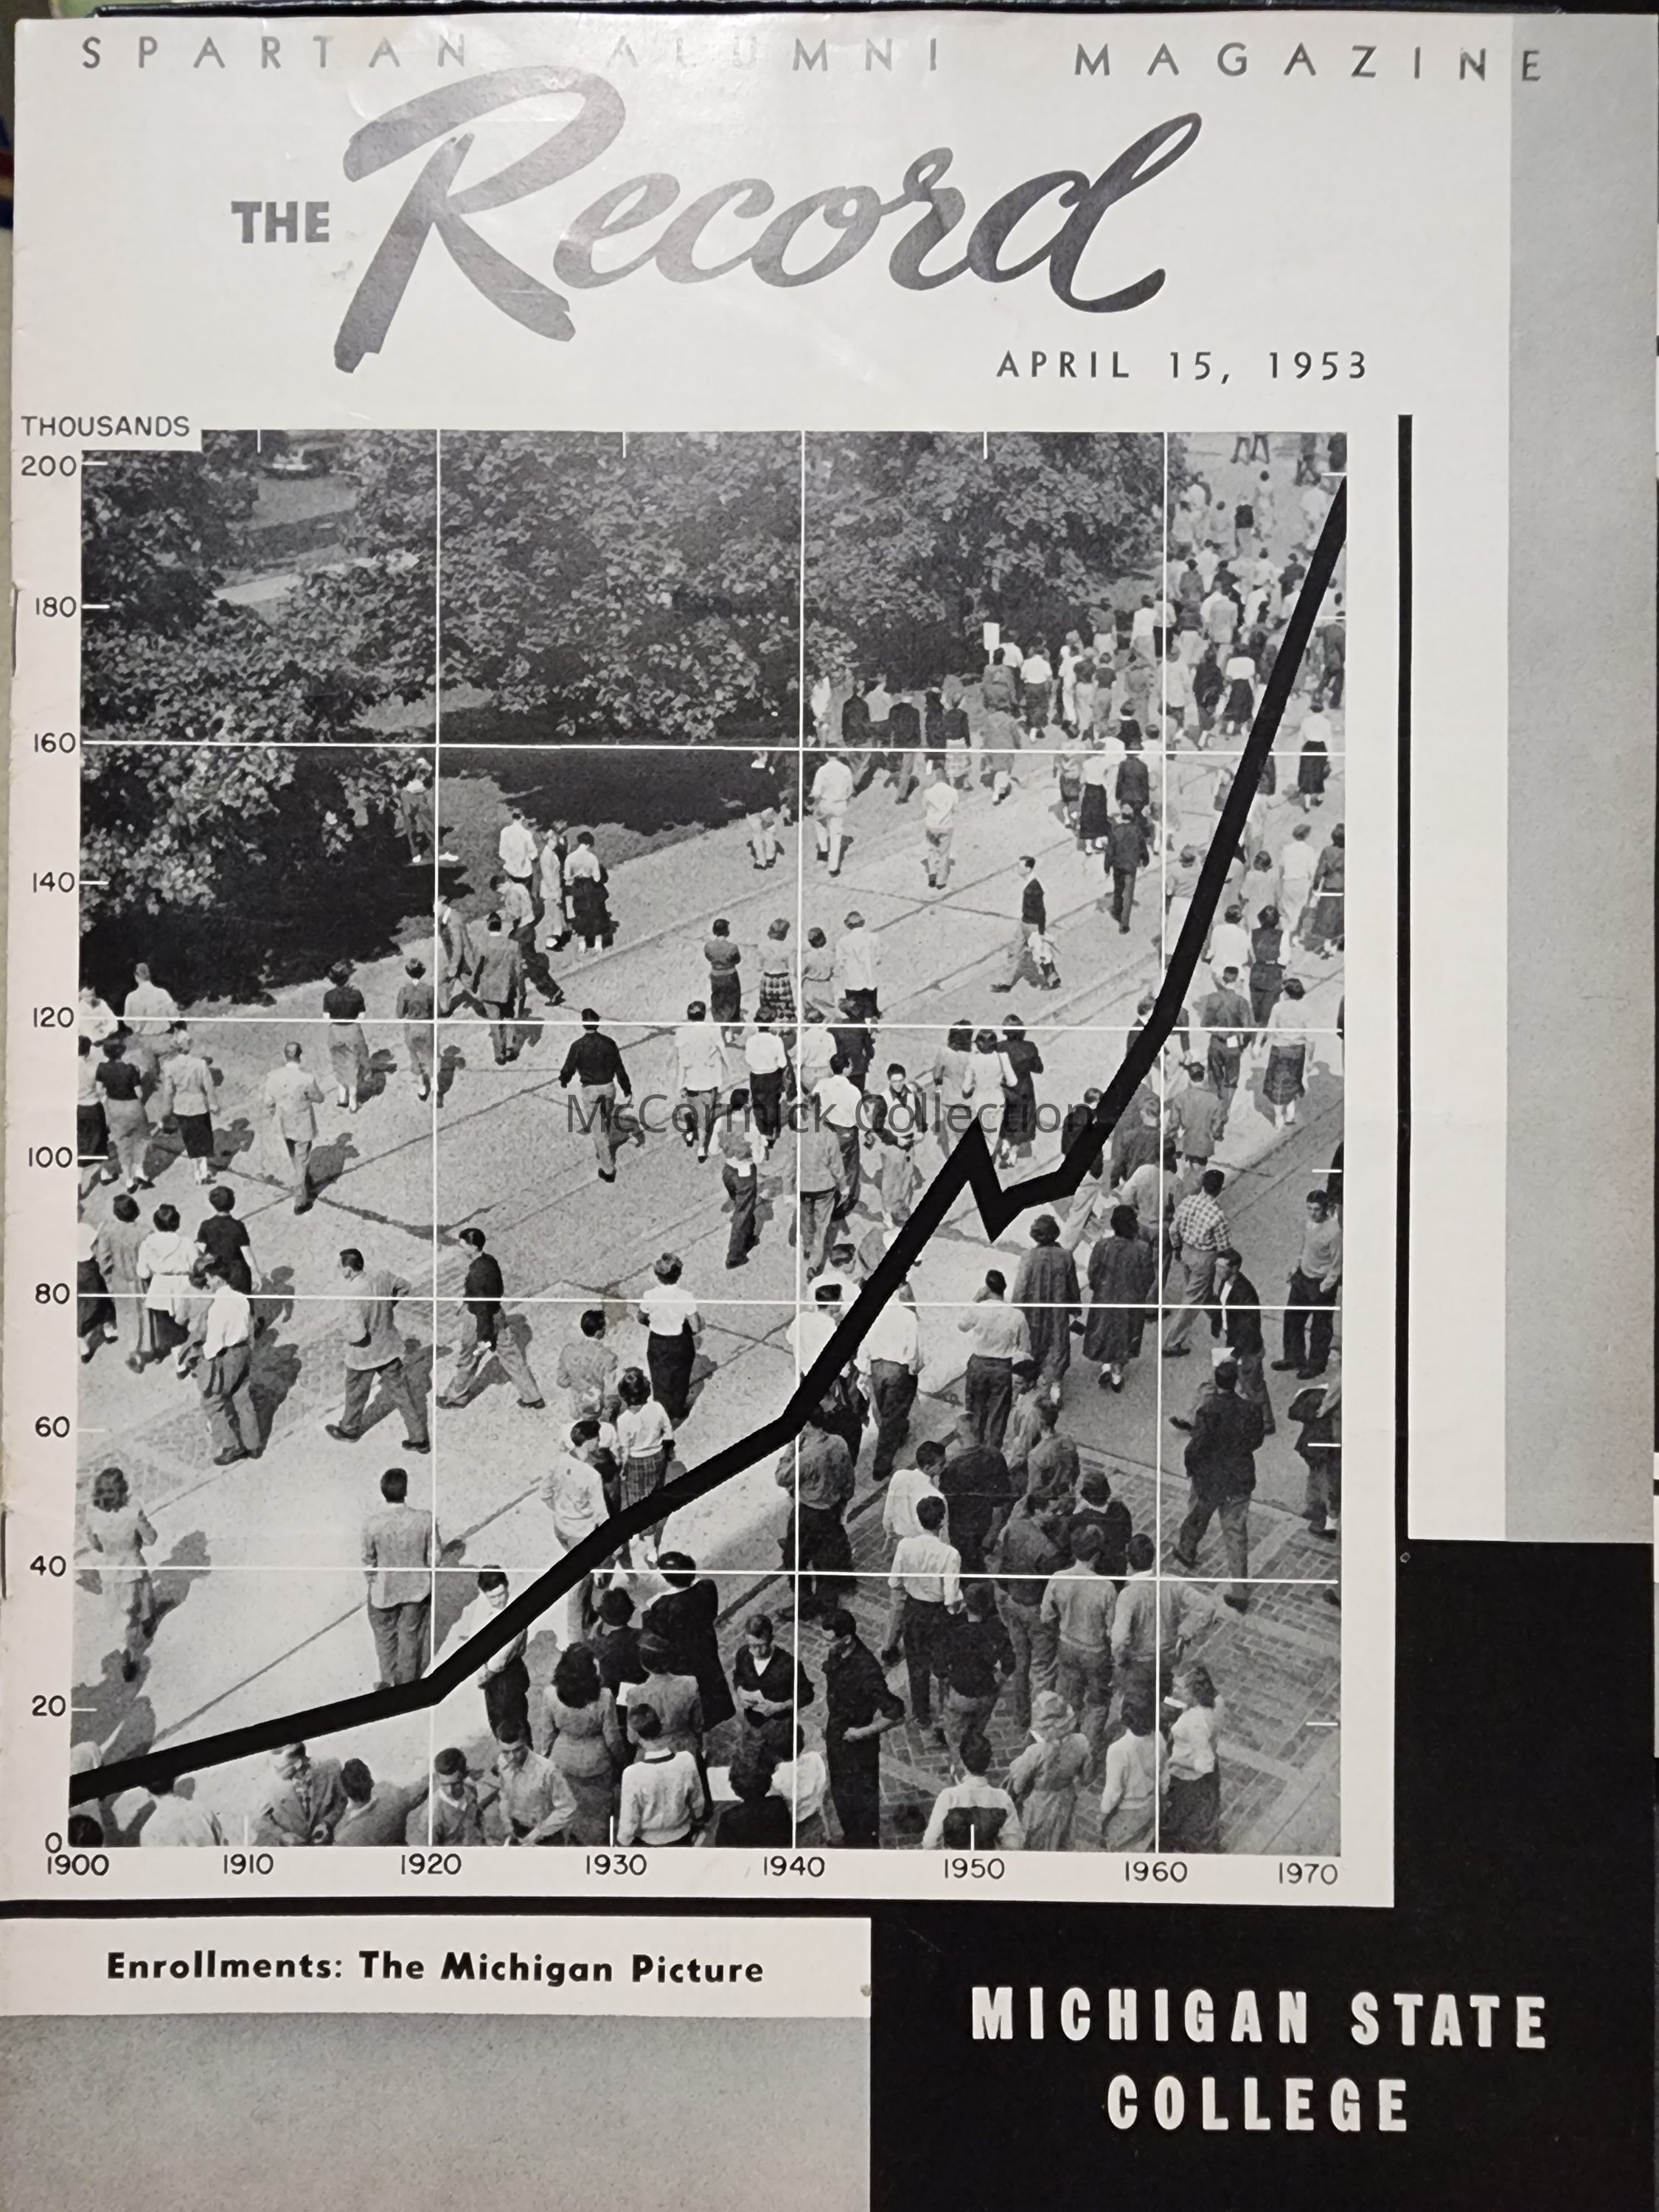 SPARTAN ALUMNI MAGAZINE
THE Record
APRIL 15, 1953
THOUSANDS
200
180
160
140
120
100
80
60
40
20
0
1900 1910 1920 1930 1940 1950 1960 1970
McCormick Collection
Enrollments: The Michigan Picture
MICHIGAN STATE
COLLEGE